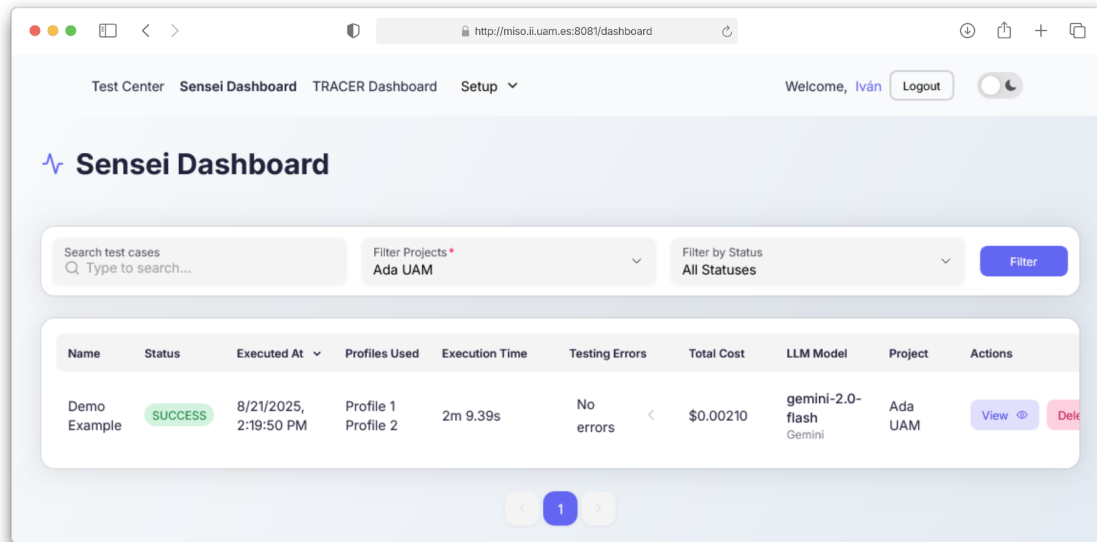 http://miso.ii.uam.es:8081/dashboard
Test Center Sensei Dashboard TRACER Dashboard Setup Welcome, Iván Logout
Sensei Dashboard
Search test cases
Type to search...
Filter Projects*
Ada UAM
Filter by Status
All Statuses
Filter
Name Status Executed At Profiles Used Execution Time Testing Errors Total Cost LLM Model Project Actions
Demo
Example
SUCCESS
8/21/2025,
2:19:50 PM
Profile 1
Profile 2
2m 9.39s
No
errors
$0.00210
gemini-2.0-
flash
Gemini
Ada
UAM
View
Dele
1